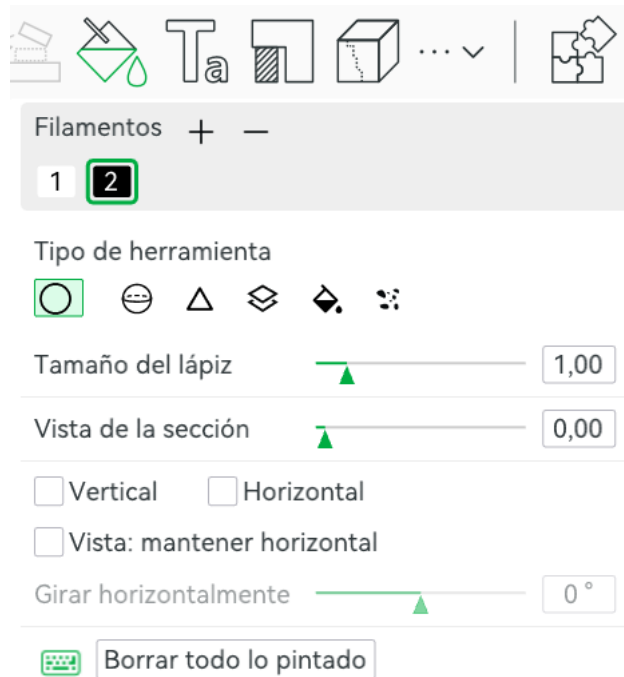 Ta
Filamentos + −
1 2
Tipo de herramienta
Tamaño del lápiz 1,00
Vista de la sección 0,00
Vertical Horizontal
Vista: mantener horizontal
Girar horizontalmente 0 °
Borrar todo lo pintado